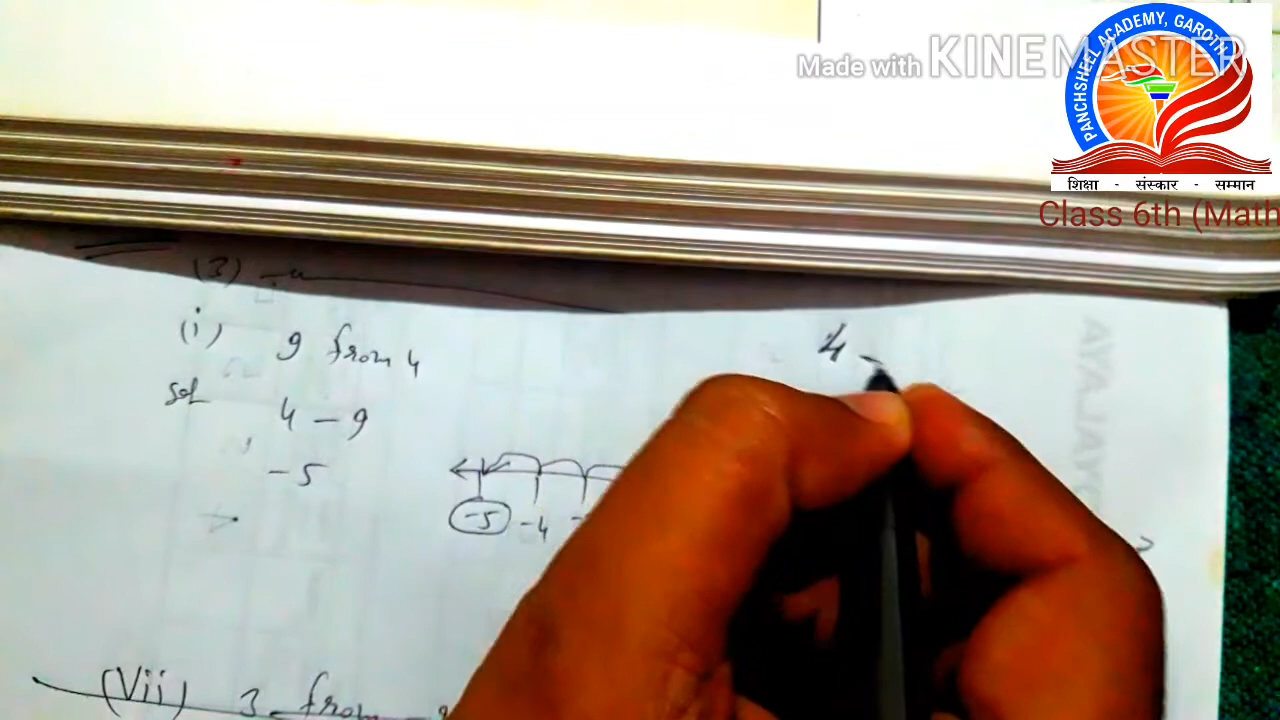 Made with KINEMASTER
PANCHSHEEL ACADEMY, GAROTH
शिक्षा - संस्कार - सम्मान
Class 6th (Math
(3)
(i) 9 from 4
4 -
Sol 4 - 9
-5
-5 -4
(Vii) 3 from